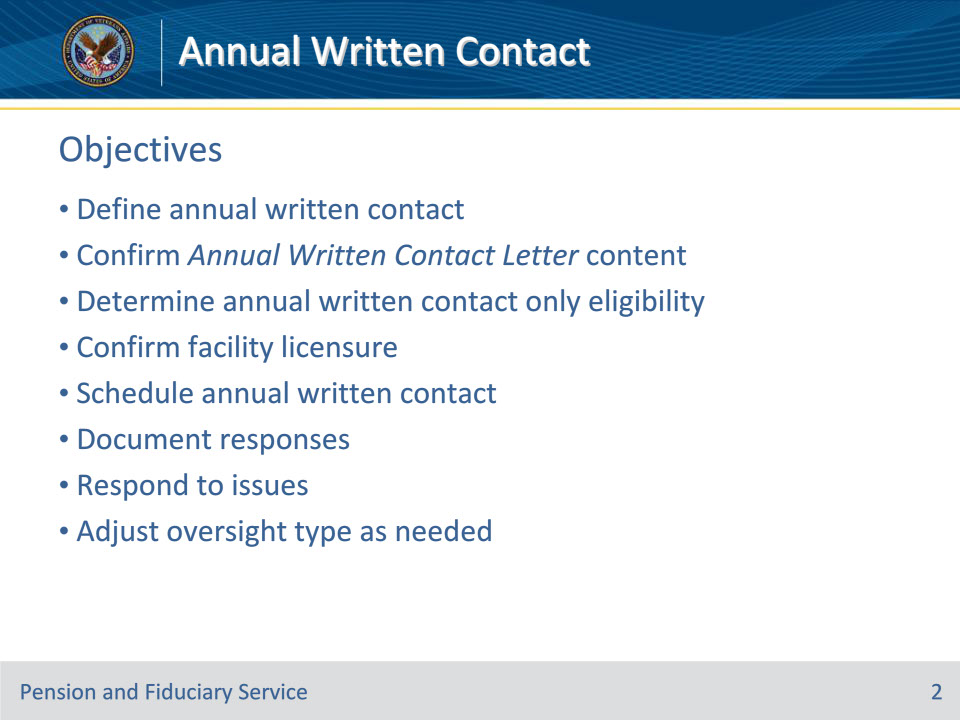 Annual Written Contact
Objectives
• Define annual written contact
• Confirm Annual Written Contact Letter content
• Determine annual written contact only eligibility
• Confirm facility licensure
• Schedule annual written contact
• Document responses
• Respond to issues
• Adjust oversight type as needed
Pension and Fiduciary Service
2